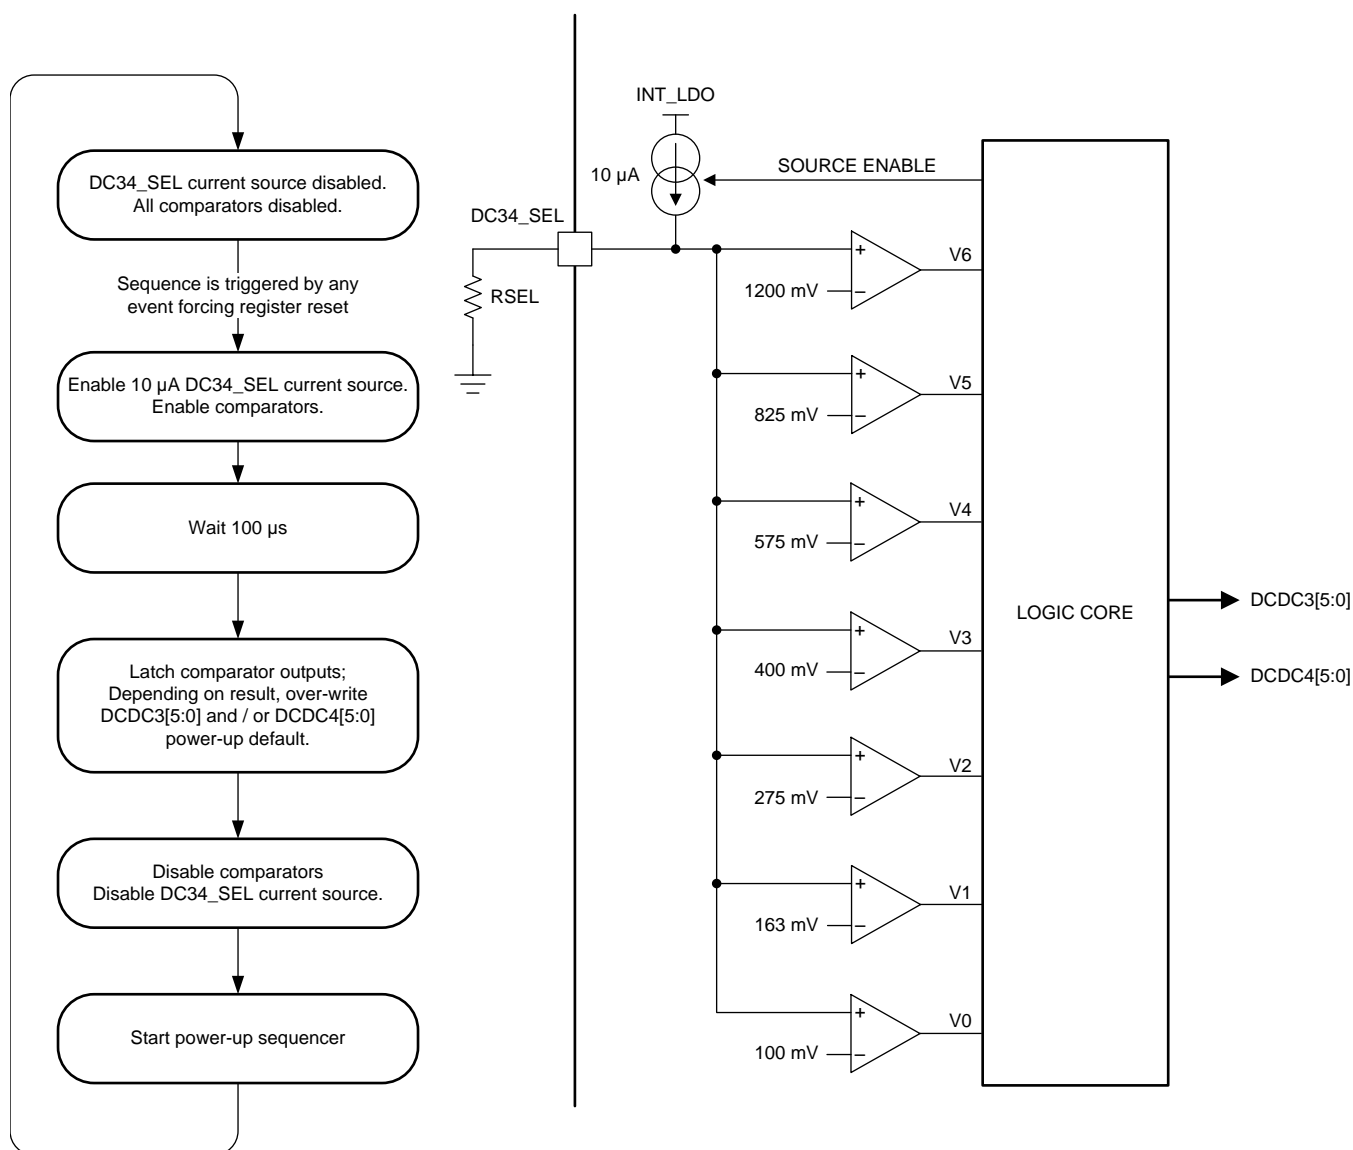 DC34_SEL current source disabled.
All comparators disabled.
Sequence is triggered by any
event forcing register reset
Enable 10 µA DC34_SEL current source.
Enable comparators.
Wait 100 µs
Latch comparator outputs;
Depending on result, over-write
DCDC3[5:0] and / or DCDC4[5:0]
power-up default.
Disable comparators
Disable DC34_SEL current source.
Start power-up sequencer
INT_LDO
10 µA
SOURCE ENABLE
DC34_SEL
RSEL
+
–
1200 mV
V6
+
–
825 mV
V5
+
–
575 mV
V4
+
–
400 mV
V3
+
–
275 mV
V2
+
–
163 mV
V1
+
–
100 mV
V0
LOGIC CORE
DCDC3[5:0]
DCDC4[5:0]